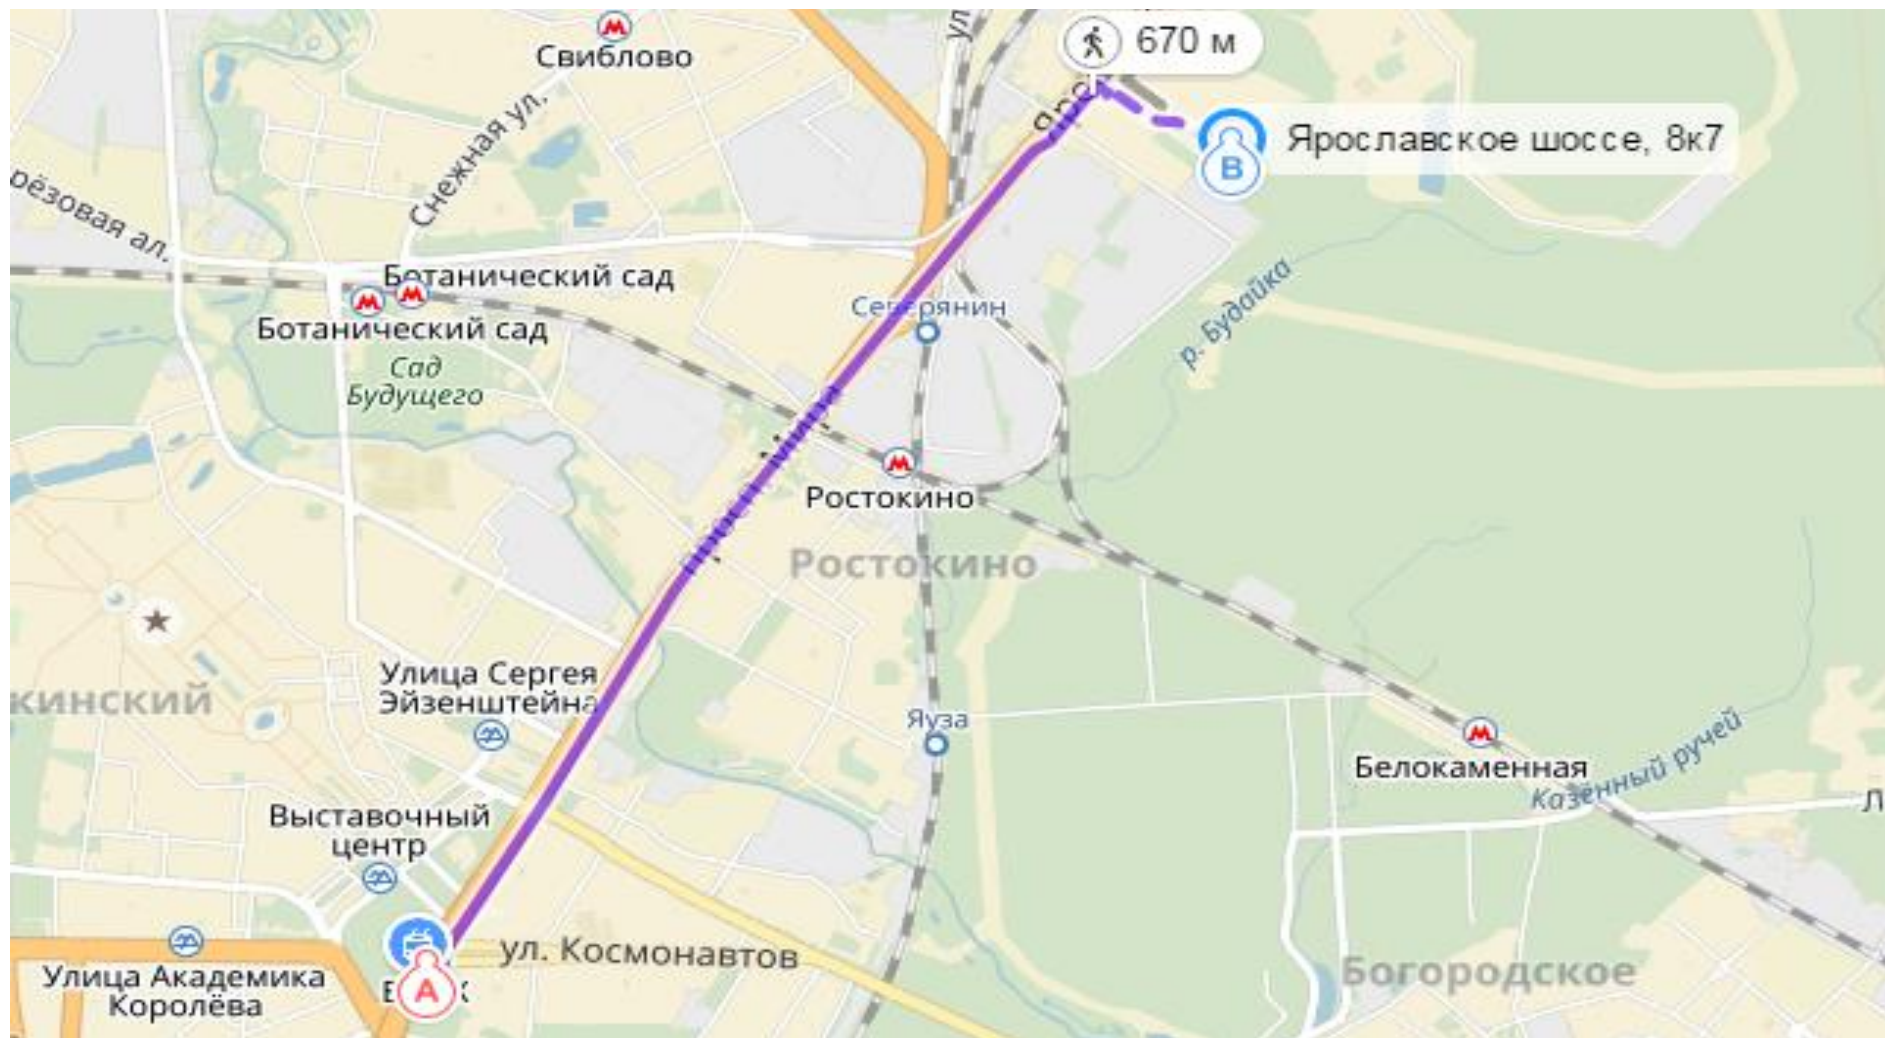 670 м
Свиблово
Ярославское шоссе, 8к7
Снежная ул.
рёзовая ал.
Ботанический сад
Ботанический сад
Северянин
р. Будайка
Сад
Будущего
Ростокино
Ростокино
Улица Сергея
Эйзенштейна
кинский
Яуза
Белокаменная
Казённый ручей
Выставочный
центр
ул. Космонавтов
Улица Академика
Королёва
A
B
Богородское